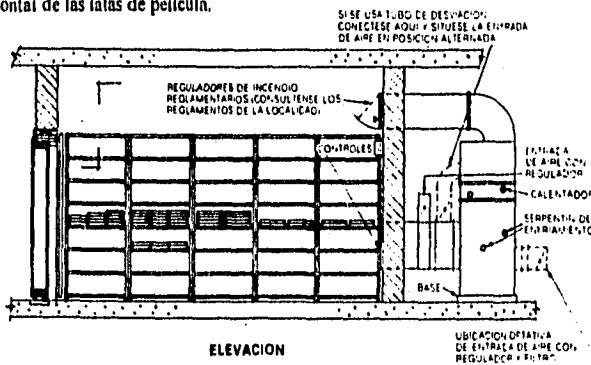 ontal de las latas de película.
SI SE USA TUBO DE DESVIACION
CONECTESE AQUI Y SITUESE LA ENTRADA
DE AIRE EN POSICION ALTERNADA
REGULADORES DE INCENDIO
REGLAMENTARIOS (CONSULTENSE LOS
REGLAMENTOS DE LA LOCALIDAD)
CONTROLES
ENTRADA
DE AIRE CON
REGULADOR
CALENTADOR
SERPENTIN DE
ENFRIAMIENTO
BASE
UBICACION
DE ENTRADA DE AIRE CON
REGULADOR Y FILTRO
ELEVACION